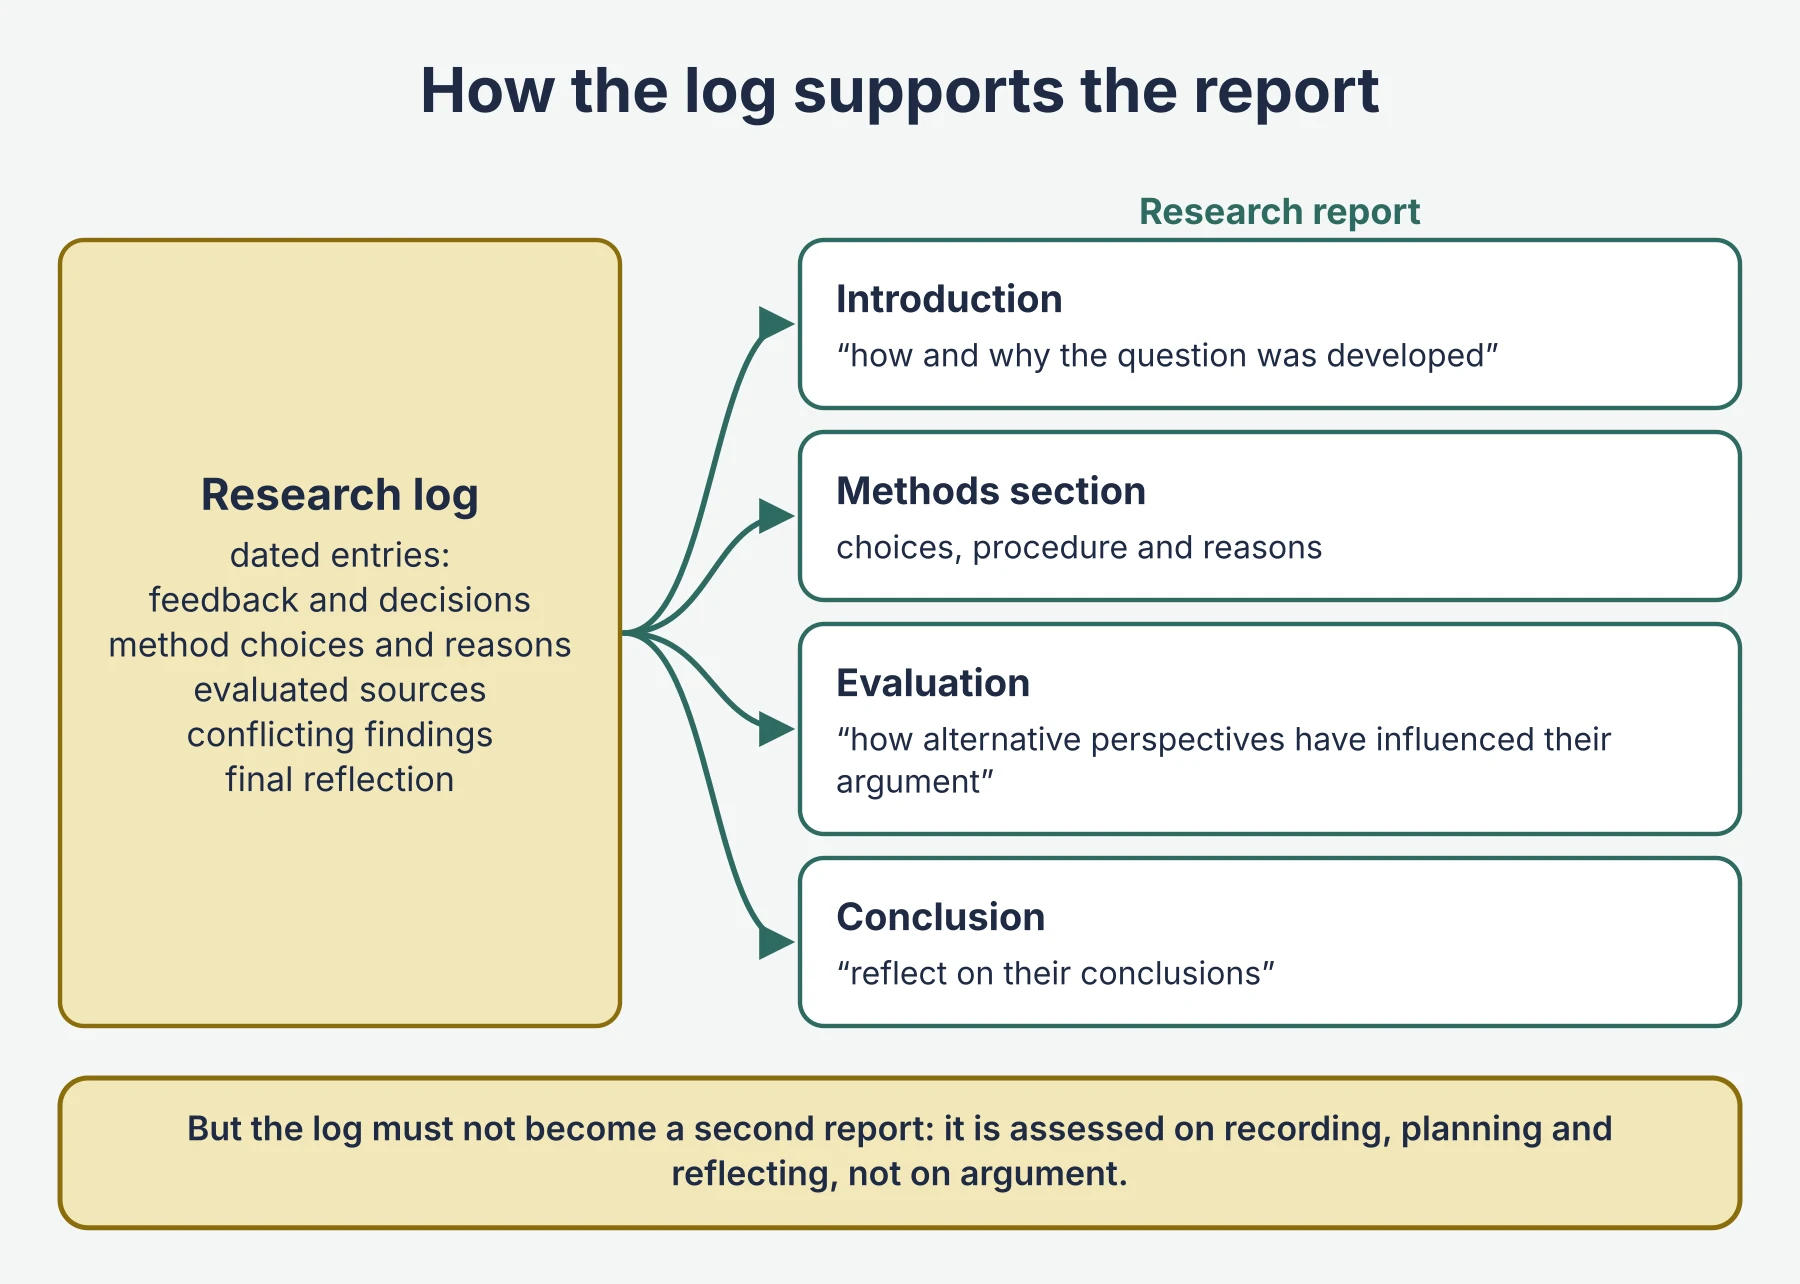 How the log supports the report
Research report
Research log
dated entries:
feedback and decisions
method choices and reasons
evaluated sources
conflicting findings
final reflection
Introduction
“how and why the question was developed”
Methods section
choices, procedure and reasons
Evaluation
“how alternative perspectives have influenced their
argument”
Conclusion
“reflect on their conclusions”
But the log must not become a second report: it is assessed on recording, planning and
reflecting, not on argument.